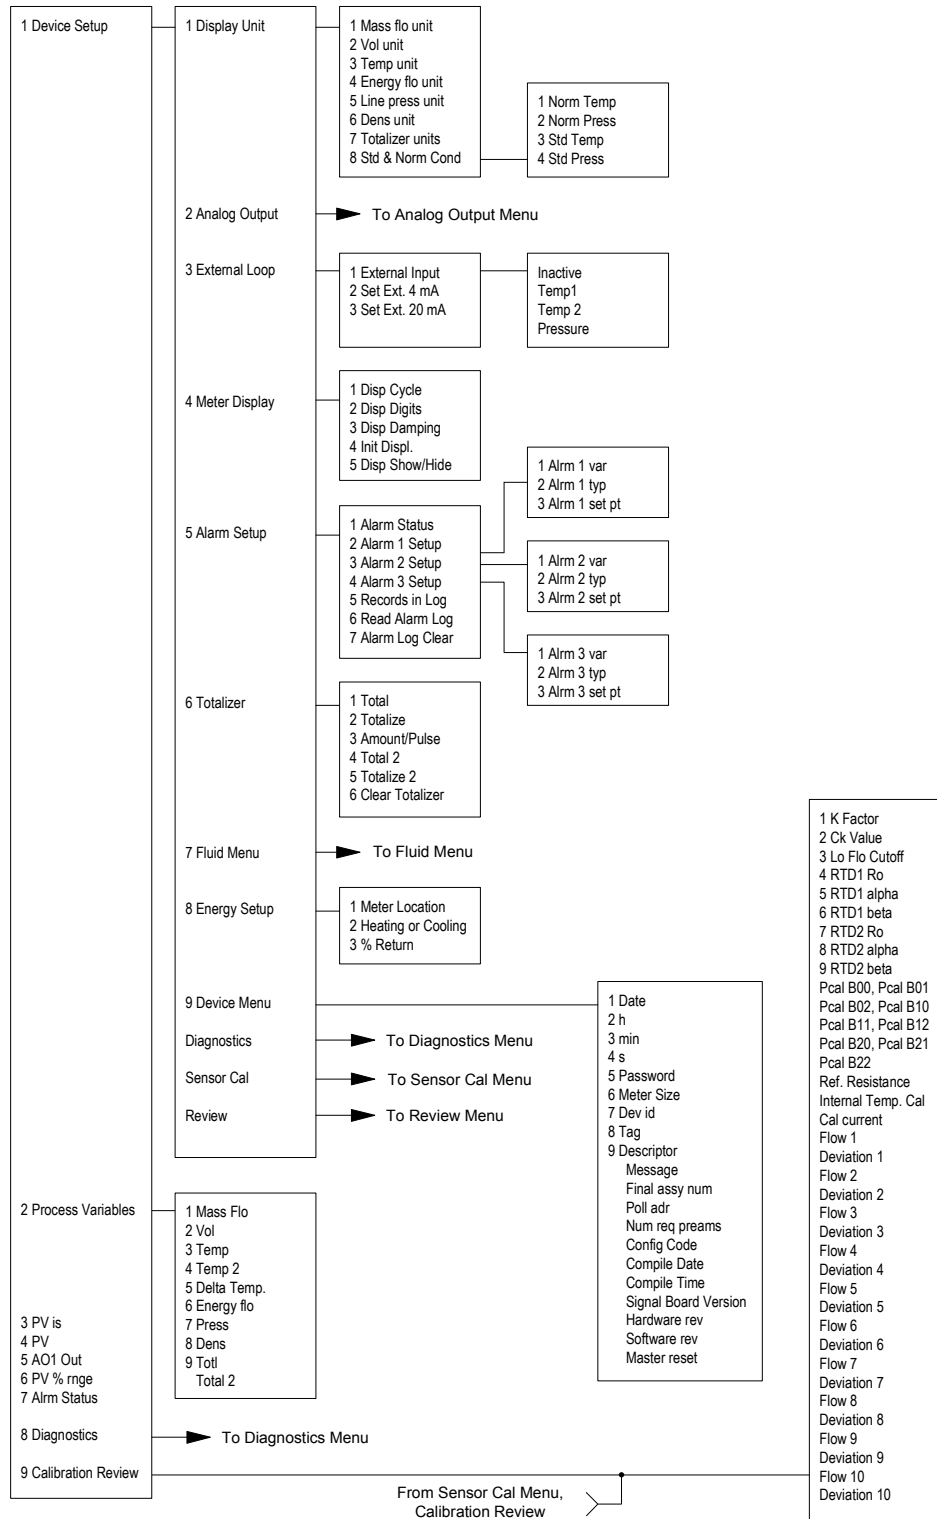 1 Device Setup
1 Display Unit
1 Mass flo unit
2 Vol unit
3 Temp unit
4 Energy flo unit
5 Line press unit
6 Dens unit
7 Totalizer units
8 Std & Norm Cond
1 Norm Temp
2 Norm Press
3 Std Temp
4 Std Press
2 Analog Output
To Analog Output Menu
3 External Loop
1 External Input
2 Set Ext. 4 mA
3 Set Ext. 20 mA
Inactive
Temp1
Temp 2
Pressure
4 Meter Display
1 Disp Cycle
2 Disp Digits
3 Disp Damping
4 Init Displ.
5 Disp Show/Hide
5 Alarm Setup
1 Alarm Status
2 Alarm 1 Setup
3 Alarm 2 Setup
4 Alarm 3 Setup
5 Records in Log
6 Read Alarm Log
7 Alarm Log Clear
1 Alrm 1 var
2 Alrm 1 typ
3 Alrm 1 set pt
1 Alrm 2 var
2 Alrm 2 typ
3 Alrm 2 set pt
1 Alrm 3 var
2 Alrm 3 typ
3 Alrm 3 set pt
6 Totalizer
1 Total
2 Totalize
3 Amount/Pulse
4 Total 2
5 Totalize 2
6 Clear Totalizer
7 Fluid Menu
To Fluid Menu
8 Energy Setup
1 Meter Location
2 Heating or Cooling
3 % Return
9 Device Menu
1 Date
2 h
3 min
4 s
5 Password
6 Meter Size
7 Dev id
8 Tag
9 Descriptor
Message
Final assy num
Poll adr
Num req preams
Config Code
Compile Date
Compile Time
Signal Board Version
Hardware rev
Software rev
Master reset
Diagnostics
To Diagnostics Menu
Sensor Cal
To Sensor Cal Menu
Review
To Review Menu
2 Process Variables
1 Mass Flo
2 Vol
3 Temp
4 Temp 2
5 Delta Temp.
6 Energy flo
7 Press
8 Dens
9 Totl
Total 2
3 PV is
4 PV
5 AO1 Out
6 PV % rnge
7 Alrm Status
8 Diagnostics
To Diagnostics Menu
9 Calibration Review
From Sensor Cal Menu,
Calibration Review
1 K Factor
2 Ck Value
3 Lo Flo Cutoff
4 RTD1 Ro
5 RTD1 alpha
6 RTD1 beta
7 RTD2 Ro
8 RTD2 alpha
9 RTD2 beta
Pcal B00, Pcal B01
Pcal B02, Pcal B10
Pcal B11, Pcal B12
Pcal B20, Pcal B21
Pcal B22
Ref. Resistance
Internal Temp. Cal
Cal current
Flow 1
Deviation 1
Flow 2
Deviation 2
Flow 3
Deviation 3
Flow 4
Deviation 4
Flow 5
Deviation 5
Flow 6
Deviation 6
Flow 7
Deviation 7
Flow 8
Deviation 8
Flow 9
Deviation 9
Flow 10
Deviation 10